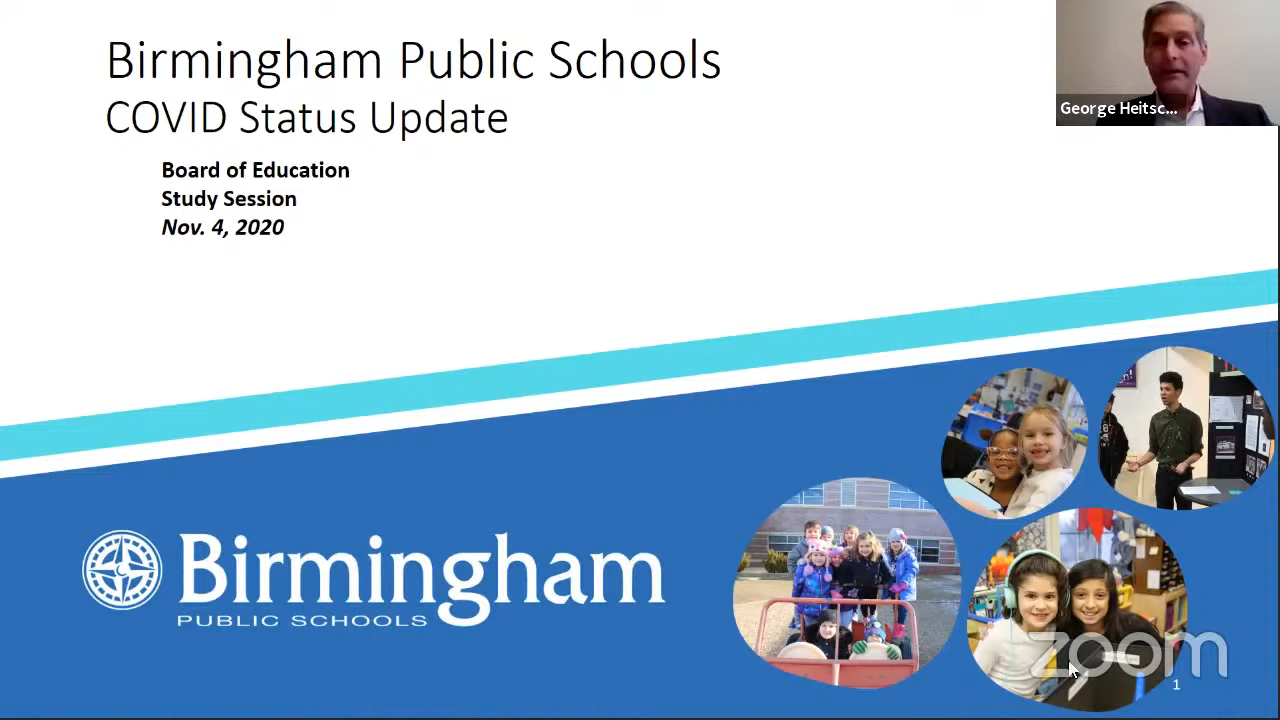 Birmingham Public Schools
COVID Status Update
Board of Education
Study Session
Nov. 4, 2020
George Heitsc...
Birmingham
PUBLIC SCHOOLS
zoom
1